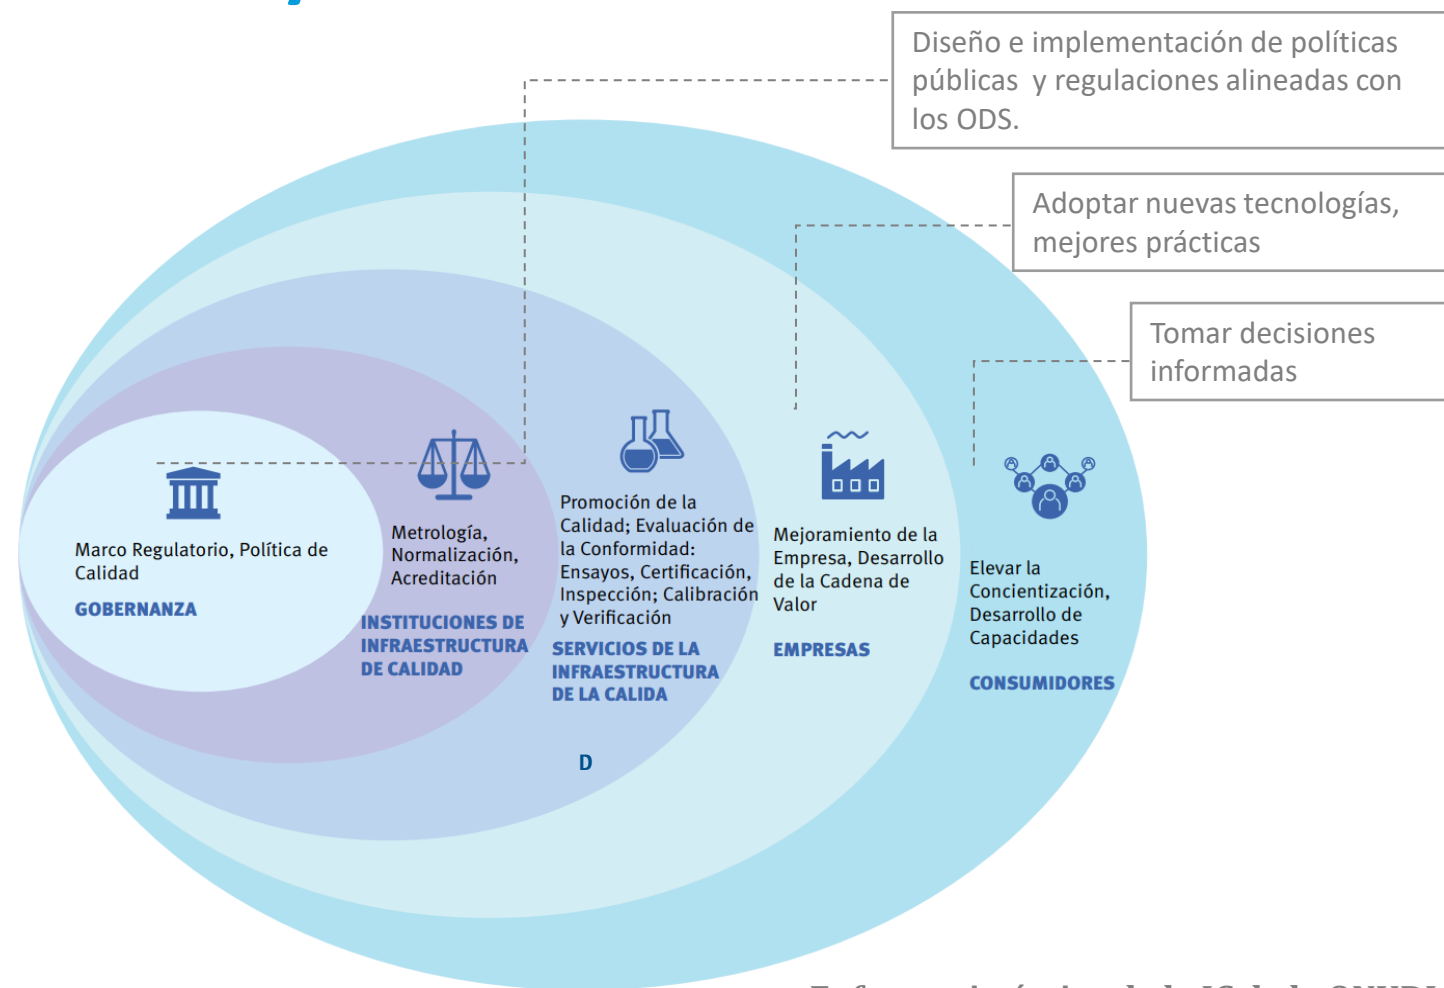 Diseño e implementación de políticas
públicas y regulaciones alineadas con
los ODS.
Adoptar nuevas tecnologías,
mejores prácticas
Tomar decisiones
informadas
Marco Regulatorio, Política de
Calidad
GOBERNANZA
Metrología,
Normalización,
Acreditación
INSTITUCIONES DE
INFRAESTRUCTURA
DE CALIDAD
Promoción de la
Calidad; Evaluación de
la Conformidad:
Ensayos, Certificación,
Inspección; Calibración
y Verificación
SERVICIOS DE LA
INFRAESTRUCTURA
DE LA CALIDA
D
Mejoramiento de la
Empresa, Desarrollo
de la Cadena de
Valor
EMPRESAS
Elevar la
Concientización,
Desarrollo de
Capacidades
CONSUMIDORES